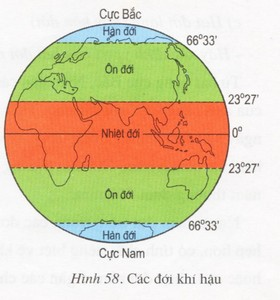 Cực Bắc
Hàn đới
66°33'
Ôn đới
23°27'
Nhiệt đới
0°
23°27'
Ôn đới
66°33'
Hàn đới
Cực Nam
Hình 58. Các đới khí hậu